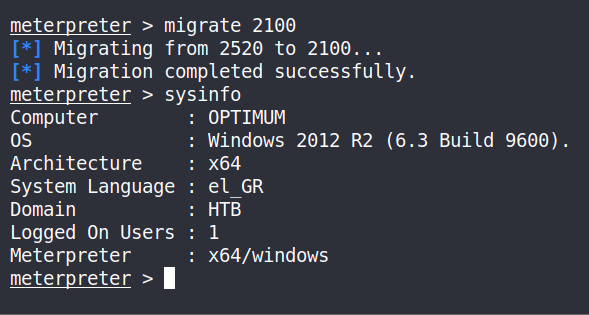 meterpreter > migrate 2100
[*] Migrating from 2520 to 2100...
[*] Migration completed successfully.
meterpreter > sysinfo
Computer        : OPTIMUM
OS              : Windows 2012 R2 (6.3 Build 9600).
Architecture    : x64
System Language : el_GR
Domain          : HTB
Logged On Users : 1
Meterpreter     : x64/windows
meterpreter >